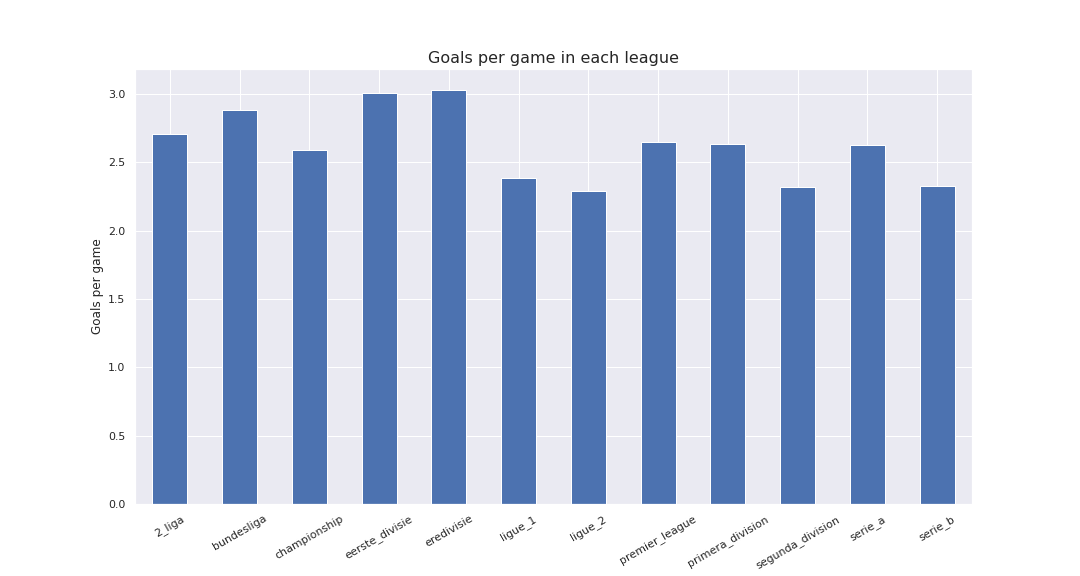 Goals per game in each league
Goals per game
3.0
2.5
2.0
1.5
1.0
0.5
0.0
2_liga
bundesliga
championship
eerste_divisie
eredivisie
ligue_1
ligue_2
premier_league
primera_division
segunda_division
serie_a
serie_b